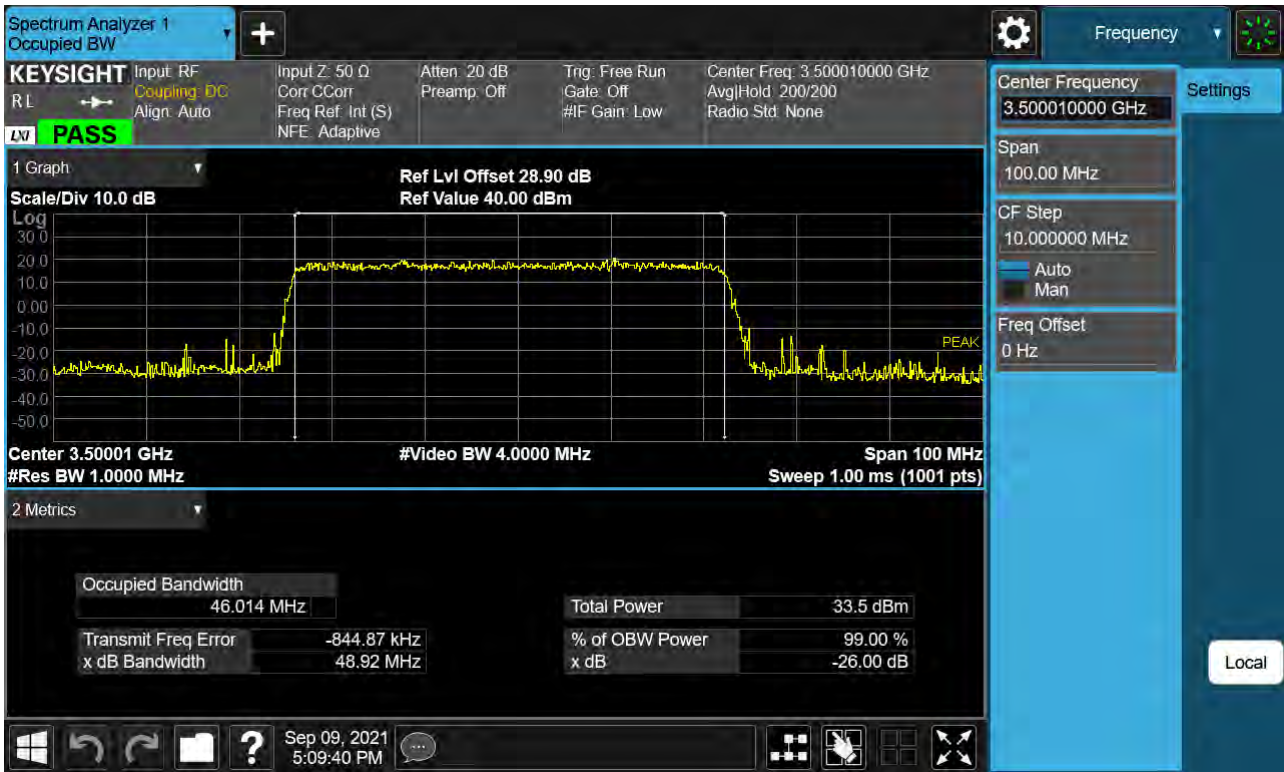 Spectrum Analyzer 1
Occupied BW
+
Frequency
KEYSIGHT
RL
LXI PASS
Input: RF
Coupling: DC
Align: Auto
Input Z: 50 Ω
Corr CCorr
Freq Ref: Int (S)
NFE: Adaptive
Atten: 20 dB
Preamp: Off
Trig: Free Run
Gate: Off
#IF Gain: Low
Center Freq: 3.500010000 GHz
Avg|Hold: 200/200
Radio Std: None
Center Frequency
3.500010000 GHz
Settings
Span
100.00 MHz
CF Step
10.000000 MHz
Auto
Man
Freq Offset
0 Hz
Local
1 Graph
Scale/Div 10.0 dB
Ref Lvl Offset 28.90 dB
Ref Value 40.00 dBm
Log
30.0
20.0
10.0
0.00
-10.0
-20.0
-30.0
-40.0
-50.0
PEAK
Center 3.50001 GHz
#Video BW 4.0000 MHz
Span 100 MHz
#Res BW 1.0000 MHz
Sweep 1.00 ms (1001 pts)
2 Metrics
Occupied Bandwidth
46.014 MHz
Total Power 33.5 dBm
Transmit Freq Error -844.87 kHz
% of OBW Power 99.00 %
x dB Bandwidth 48.92 MHz
x dB -26.00 dB
?
Sep 09, 2021
5:09:40 PM